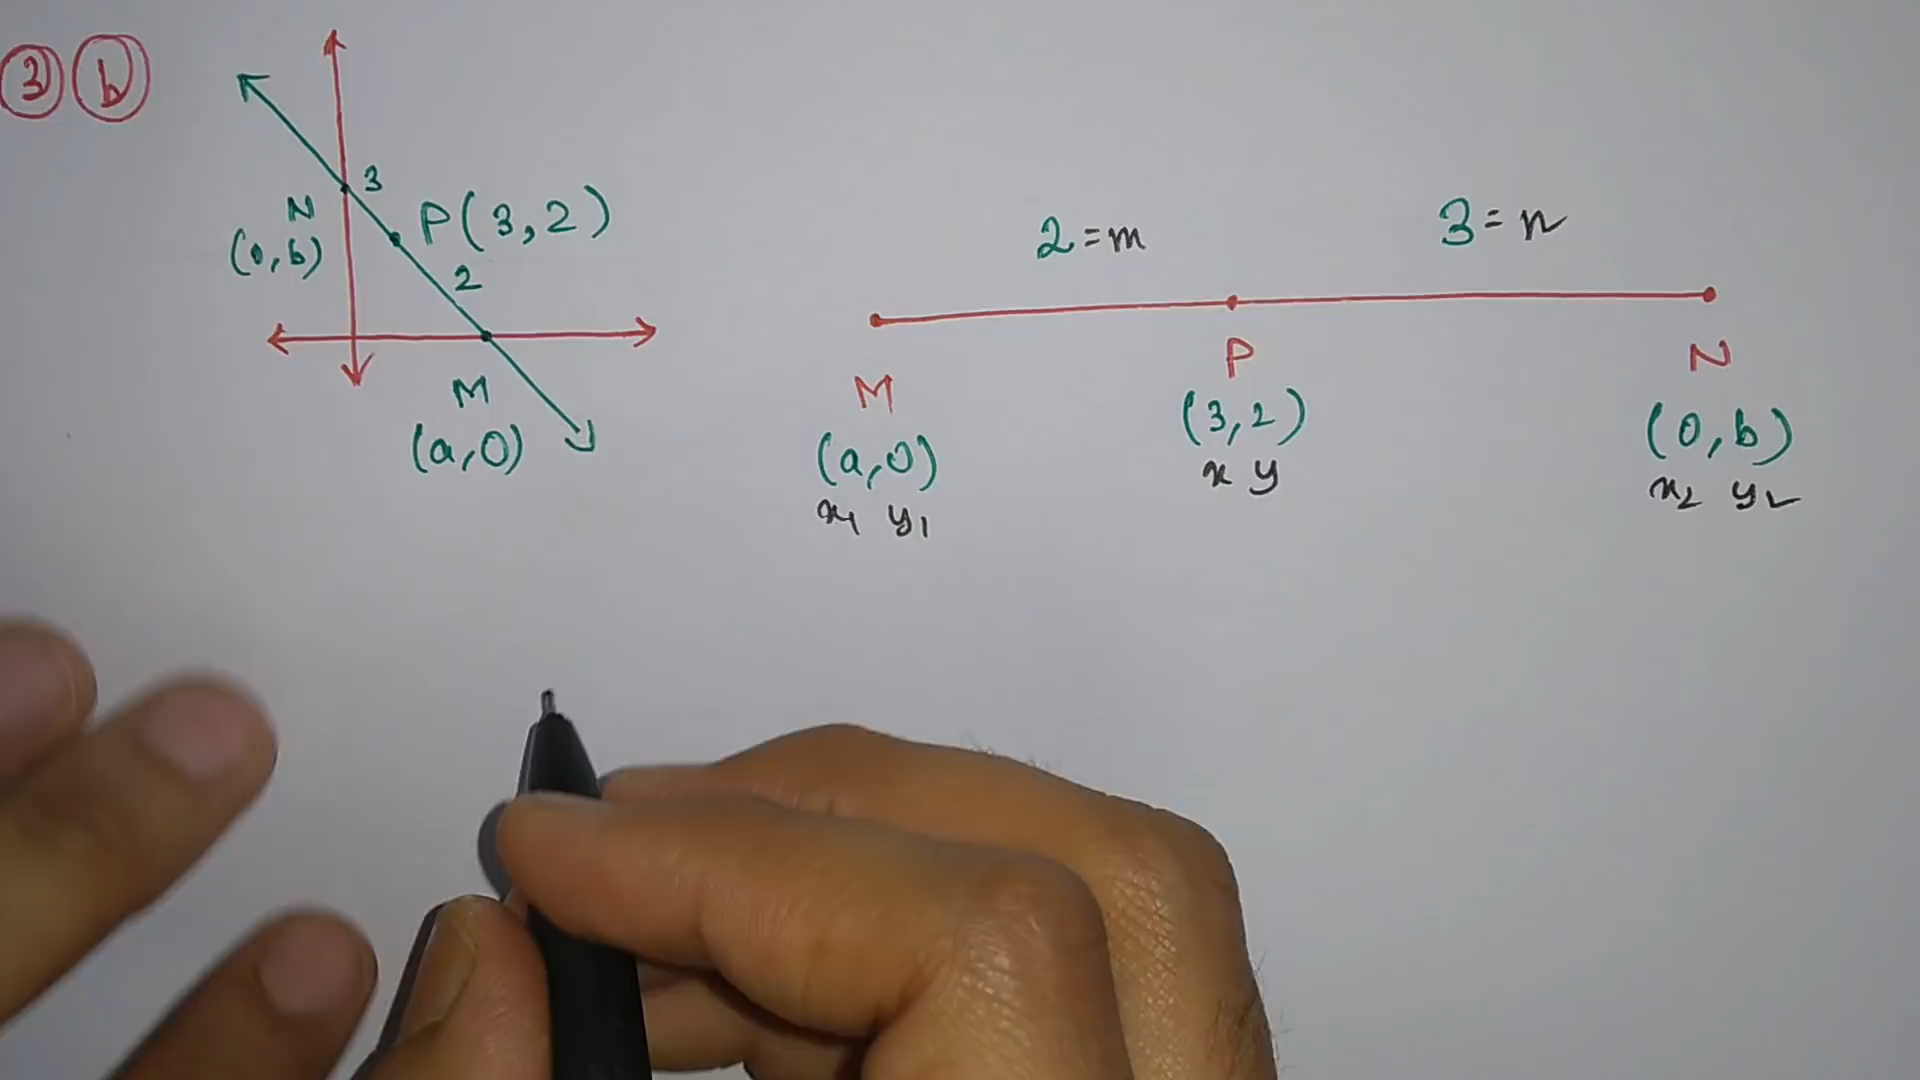 3 b
3
N
(0, b)
P(3, 2)
2
M
(a, 0)
2 = m
3 = n
M
(a, 0)
x1 y1
P
(3, 2)
x y
N
(0, b)
x2 y2